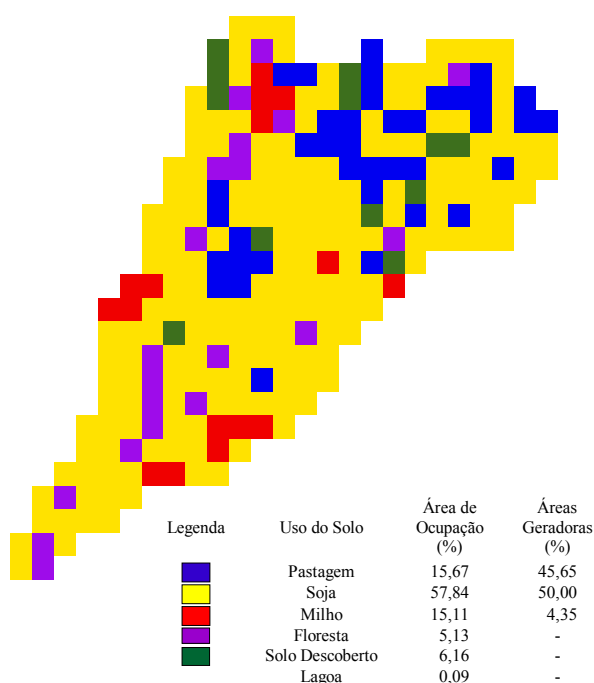 Legenda Uso do Solo Área de Ocupação (%) Áreas Geradoras (%)
Pastagem 15,67 45,65
Soja 57,84 50,00
Milho 15,11 4,35
Floresta 5,13 -
Solo Descoberto 6,16 -
Lagoa 0,09 -